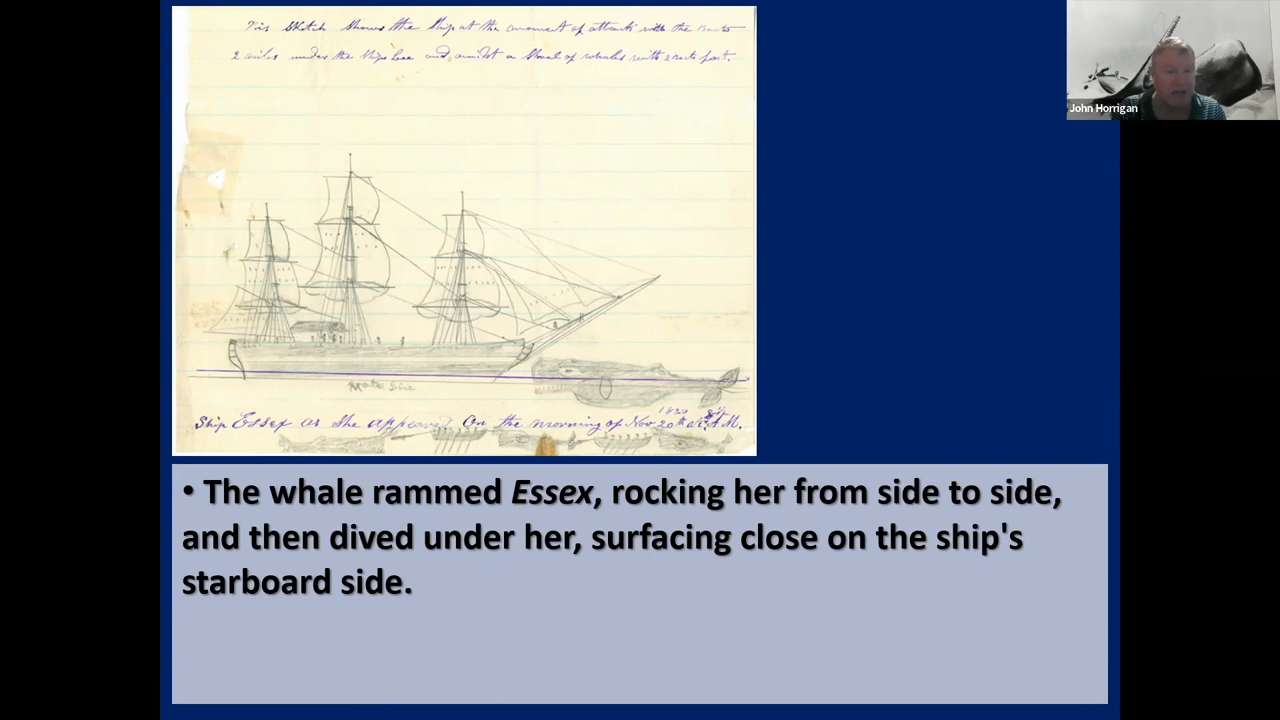 This Sketch Shows the Ship at the moment of attack with the Boats
2 miles under the Ships Lee and amidst a Shoal of whales with 2 Boats fast.
John Horrigan
Water Line
Ship Essex as She appeared On the morning of Nov 20th 1820 A.M.
• The whale rammed Essex, rocking her from side to side,
and then dived under her, surfacing close on the ship's
starboard side.